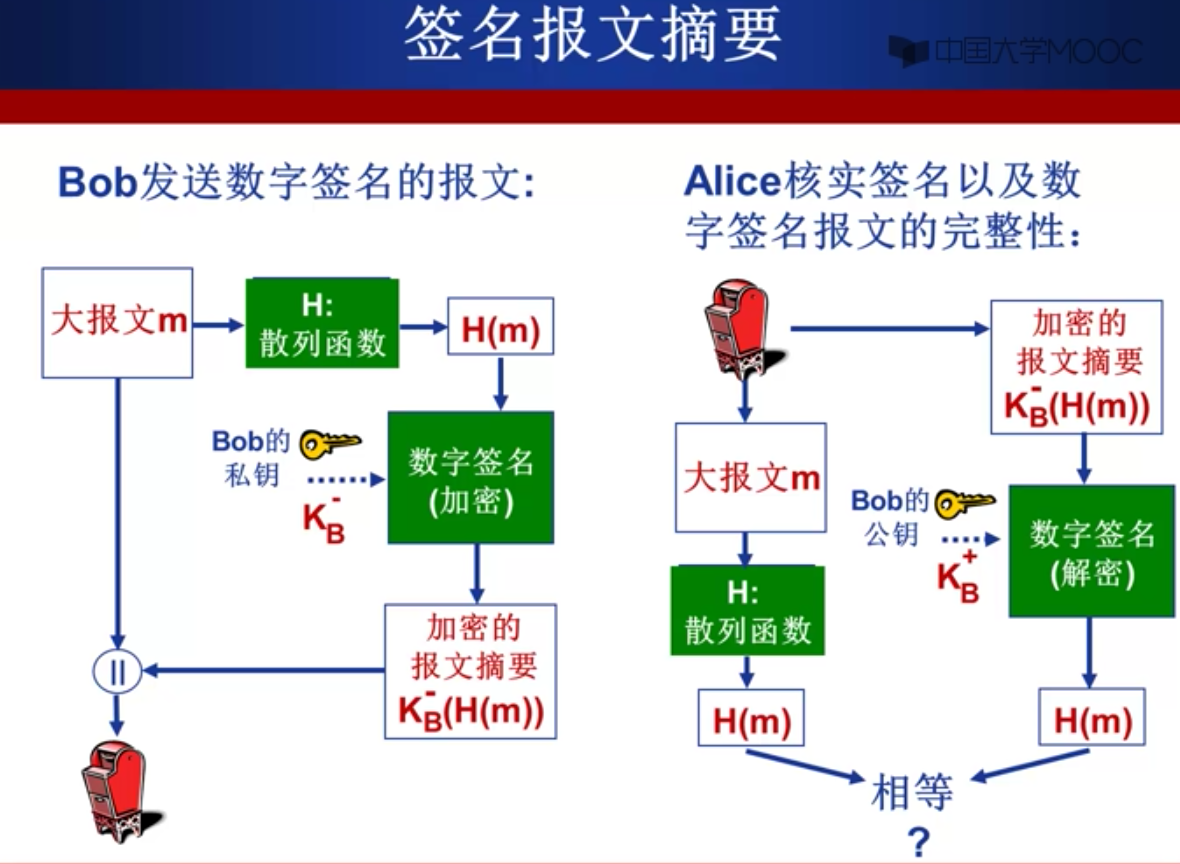 签名报文摘要
中国大学MOOC
Bob发送数字签名的报文:
大报文m
H:
散列函数
H(m)
Bob的
私钥
K_B^-
数字签名
(加密)
加密的
报文摘要
K_B^-(H(m))
||
Alice核实签名以及数
字签名报文的完整性：
加密的
报文摘要
K_B^-(H(m))
大报文m
Bob的
公钥
K_B^+
数字签名
(解密)
H:
散列函数
H(m)
H(m)
相等
?